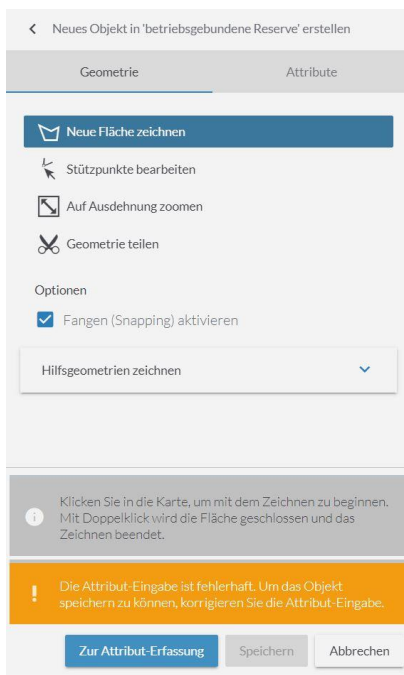 Neues Objekt in 'betriebsgebundene Reserve' erstellen
Geometrie Attribute
Neue Fläche zeichnen
Stützpunkte bearbeiten
Auf Ausdehnung zoomen
Geometrie teilen
Optionen
Fangen (Snapping) aktivieren
Hilfsgeometrien zeichnen
Klicken Sie in die Karte, um mit dem Zeichnen zu beginnen.
Mit Doppelklick wird die Fläche geschlossen und das
Zeichnen beendet.
Die Attribut-Eingabe ist fehlerhaft. Um das Objekt
speichern zu können, korrigieren Sie die Attribut-Eingabe.
Zur Attribut-Erfassung Speichern Abbrechen